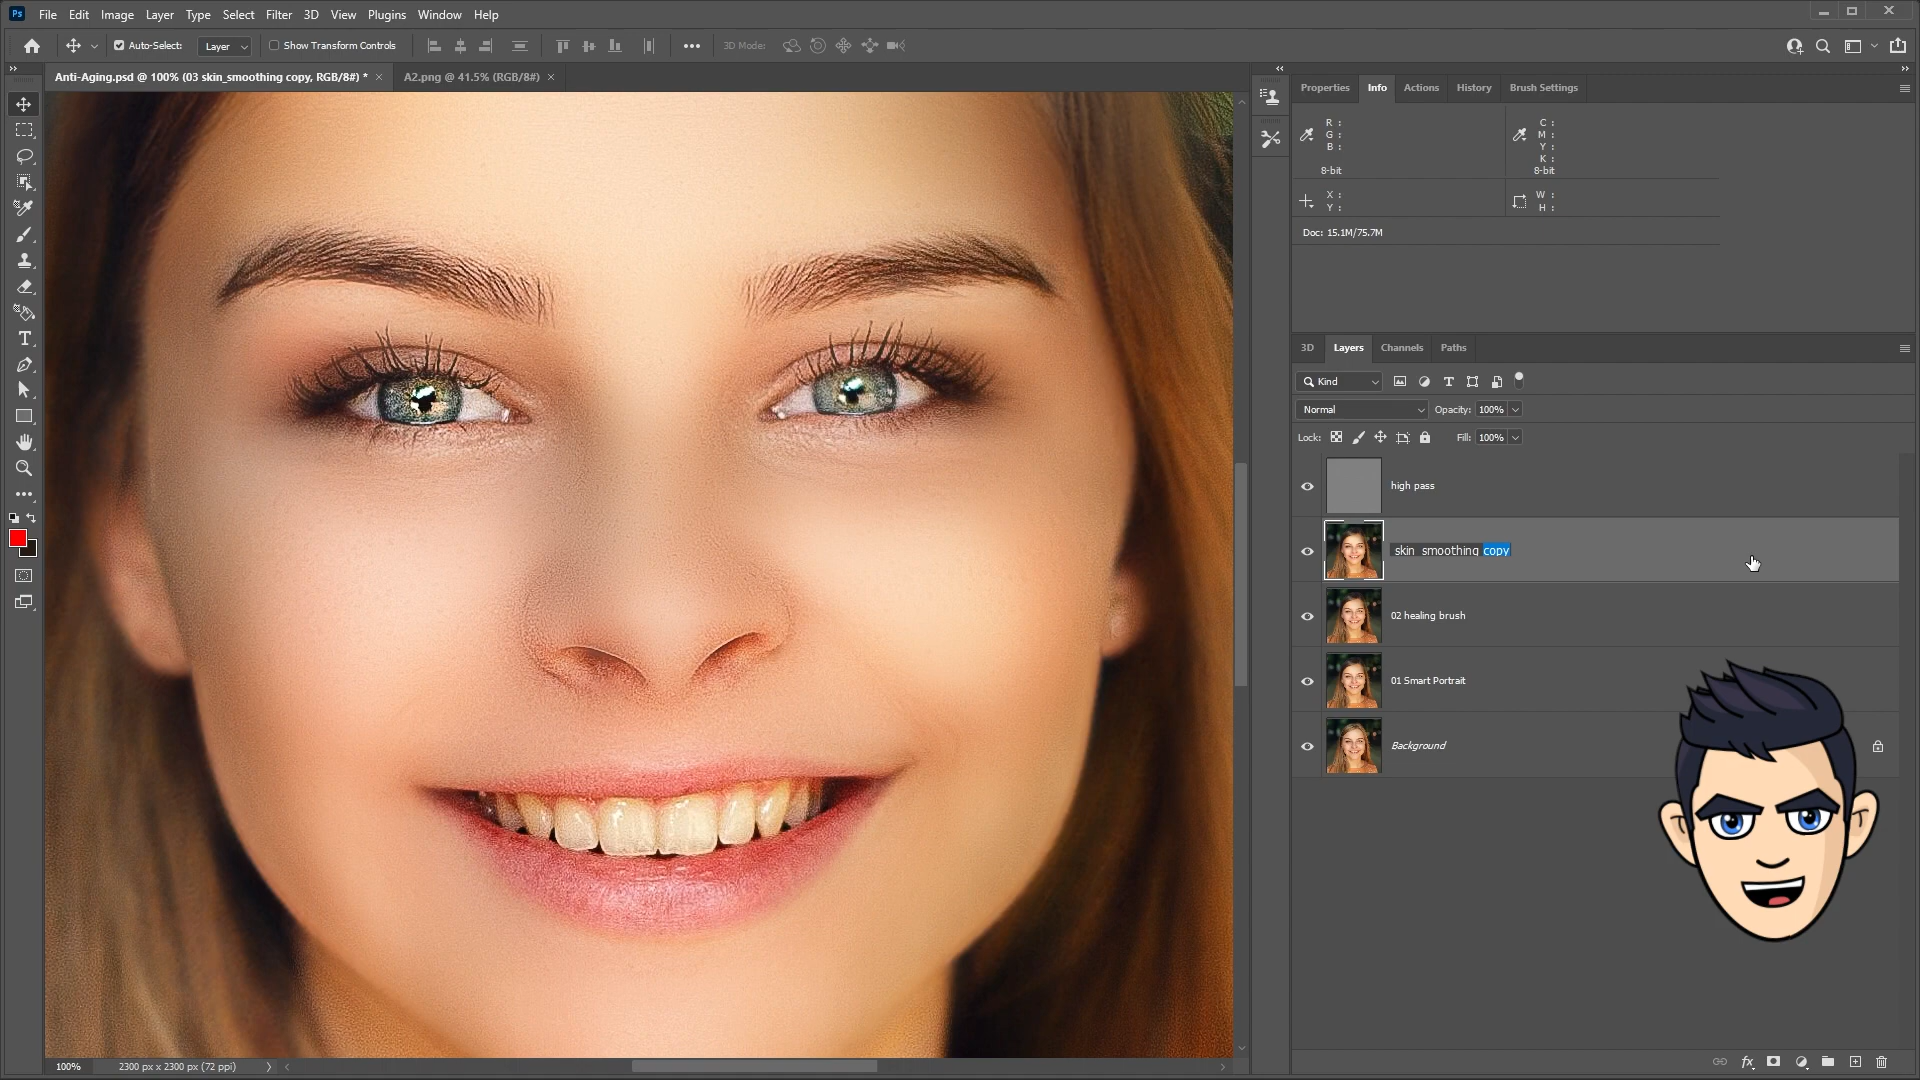 Ps File Edit Image Layer Type Select Filter 3D View Plugins Window Help
Auto-Select: Layer Show Transform Controls 3D Mode:
Anti-Aging.psd @ 100% (03 skin_smoothing copy, RGB/8#) * × A2.png @ 41.5% (RGB/8#) ×
Properties Info Actions History Brush Settings
R : C :
G : M :
B : Y :
K :
8-bit 8-bit
X : W :
Y : H :
Doc: 15.1M/75.7M
3D Layers Channels Paths
Kind
Normal Opacity: 100%
Lock: Fill: 100%
high pass
skin_smoothing copy
02 healing brush
01 Smart Portrait
Background
100% 2300 px x 2300 px (72 ppi)